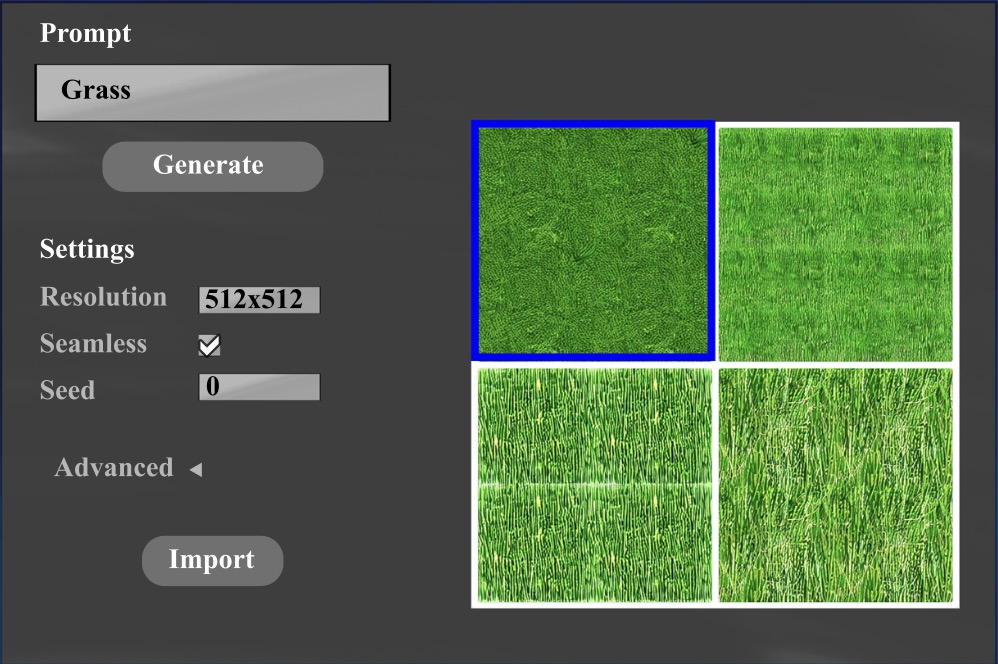 Prompt
Grass
Generate
Settings
Resolution 512x512
Seamless
Seed 0
Advanced
Import